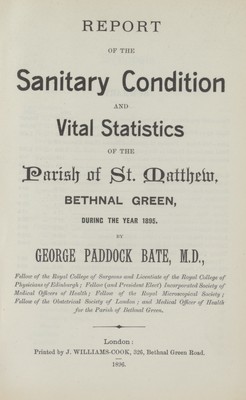 REPORT
OF THE
Sanitary Condition
AND
Vital Statistics
OF THE
Parish of St. Matthew,
BETHNAL GREEN,
DURING THE YEAR 1895.
BY
GEORGE PADDOCK BATE, M.D.,
Fellow of the Royal College of Surgeons and Licentiate of the Royal College of
Physicians of Edinburgh; Fellow (and President Elect) Incorporated Society of
Medical Officers of Health; Fellow of the Royal Microscopical Society;
Fellow of the Obstetrical Society of London; and Medical Officer of Health
for the Parish of Bethnal Green.
London:
Printed by J. WILLIAMS-COOK, 326, Bethnal Green Road.
1896.